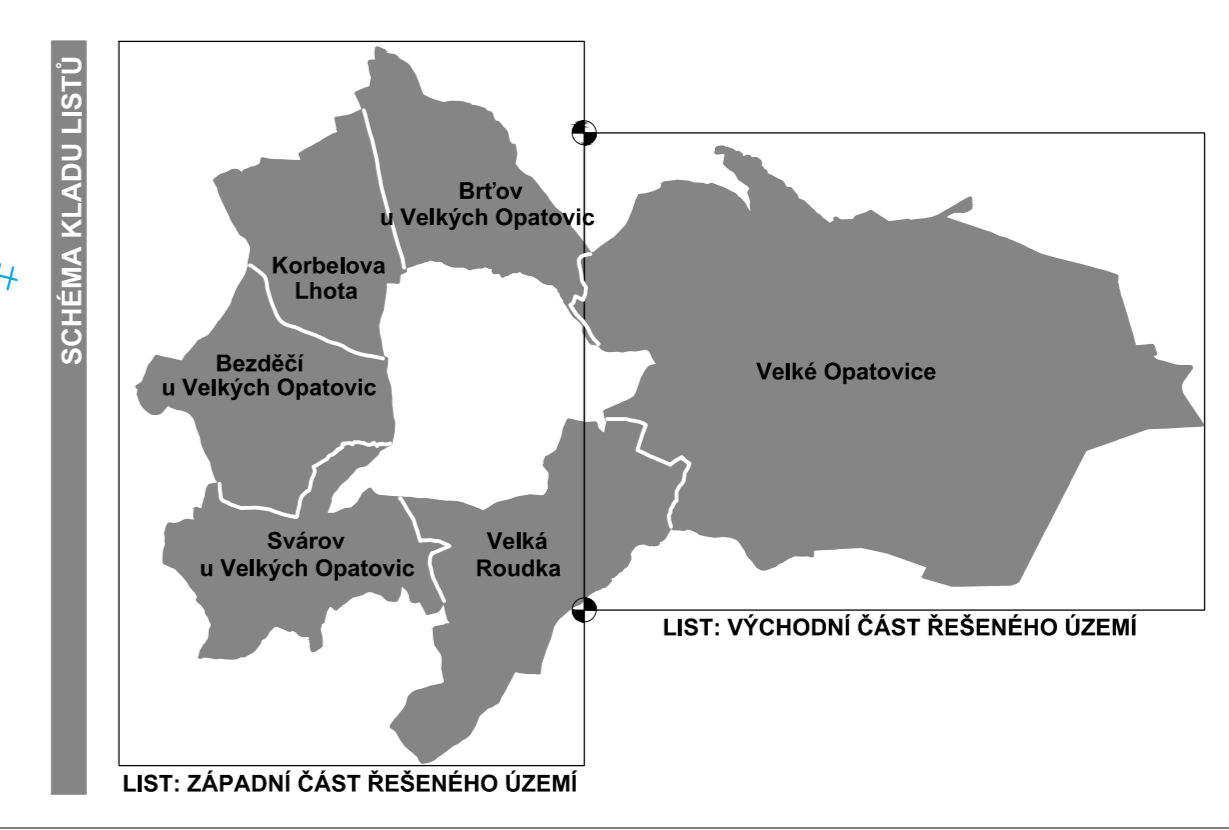 SCHÉMA KLADU LISTŮ
Brťov
u Velkých Opatovic
Korbelova
Lhota
Bezděčí
u Velkých Opatovic
Velké Opatovice
Svárov
u Velkých Opatovic
Velká
Roudka
LIST: VÝCHODNÍ ČÁST ŘEŠENÉHO ÚZEMÍ
LIST: ZÁPADNÍ ČÁST ŘEŠENÉHO ÚZEMÍ